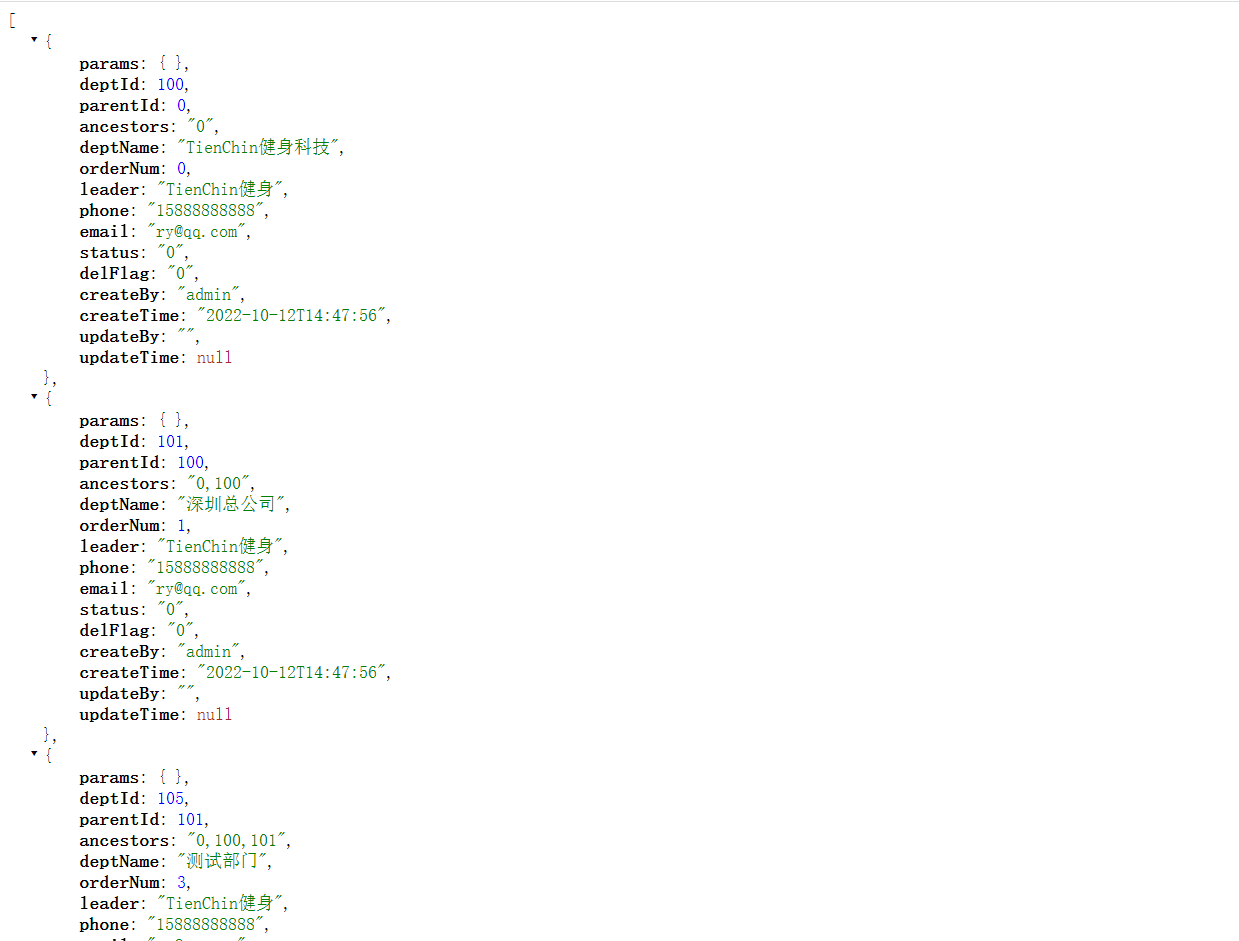 [
{
params: { },
deptId: 100,
parentId: 0,
ancestors: "0",
deptName: "TienChin健身科技",
orderNum: 0,
leader: "TienChin健身",
phone: "15888888888",
email: "ry@qq.com",
status: "0",
delFlag: "0",
createBy: "admin",
createTime: "2022-10-12T14:47:56",
updateBy: "",
updateTime: null
},
{
params: { },
deptId: 101,
parentId: 100,
ancestors: "0,100",
deptName: "深圳总公司",
orderNum: 1,
leader: "TienChin健身",
phone: "15888888888",
email: "ry@qq.com",
status: "0",
delFlag: "0",
createBy: "admin",
createTime: "2022-10-12T14:47:56",
updateBy: "",
updateTime: null
},
{
params: { },
deptId: 105,
parentId: 101,
ancestors: "0,100,101",
deptName: "测试部门",
orderNum: 3,
leader: "TienChin健身",
phone: "15888888888",